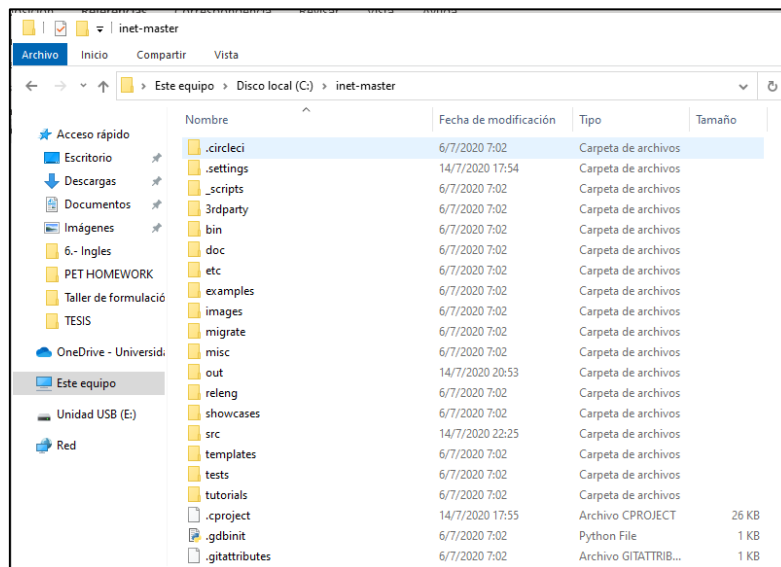 inet-master
Archivo Inicio Compartir Vista
Este equipo > Disco local (C:) > inet-master
Nombre Fecha de modificación Tipo Tamaño
Acceso rápido
Escritorio
Descargas
Documentos
Imágenes
6.- Ingles
PET HOMEWORK
Taller de formulació
TESIS
OneDrive - Universid
Este equipo
Unidad USB (E:)
Red
.circleci 6/7/2020 7:02 Carpeta de archivos
.settings 14/7/2020 17:54 Carpeta de archivos
_scripts 6/7/2020 7:02 Carpeta de archivos
3rdparty 6/7/2020 7:02 Carpeta de archivos
bin 6/7/2020 7:02 Carpeta de archivos
doc 6/7/2020 7:02 Carpeta de archivos
etc 6/7/2020 7:02 Carpeta de archivos
examples 6/7/2020 7:02 Carpeta de archivos
images 6/7/2020 7:02 Carpeta de archivos
migrate 6/7/2020 7:02 Carpeta de archivos
misc 6/7/2020 7:02 Carpeta de archivos
out 14/7/2020 20:53 Carpeta de archivos
releng 6/7/2020 7:02 Carpeta de archivos
showcases 6/7/2020 7:02 Carpeta de archivos
src 14/7/2020 22:25 Carpeta de archivos
templates 6/7/2020 7:02 Carpeta de archivos
tests 6/7/2020 7:02 Carpeta de archivos
tutorials 6/7/2020 7:02 Carpeta de archivos
.cproject 14/7/2020 17:55 Archivo CPROJECT 26 KB
.gdbinit 6/7/2020 7:02 Python File 1 KB
.gitattributes 6/7/2020 7:02 Archivo GITATTRIB... 1 KB